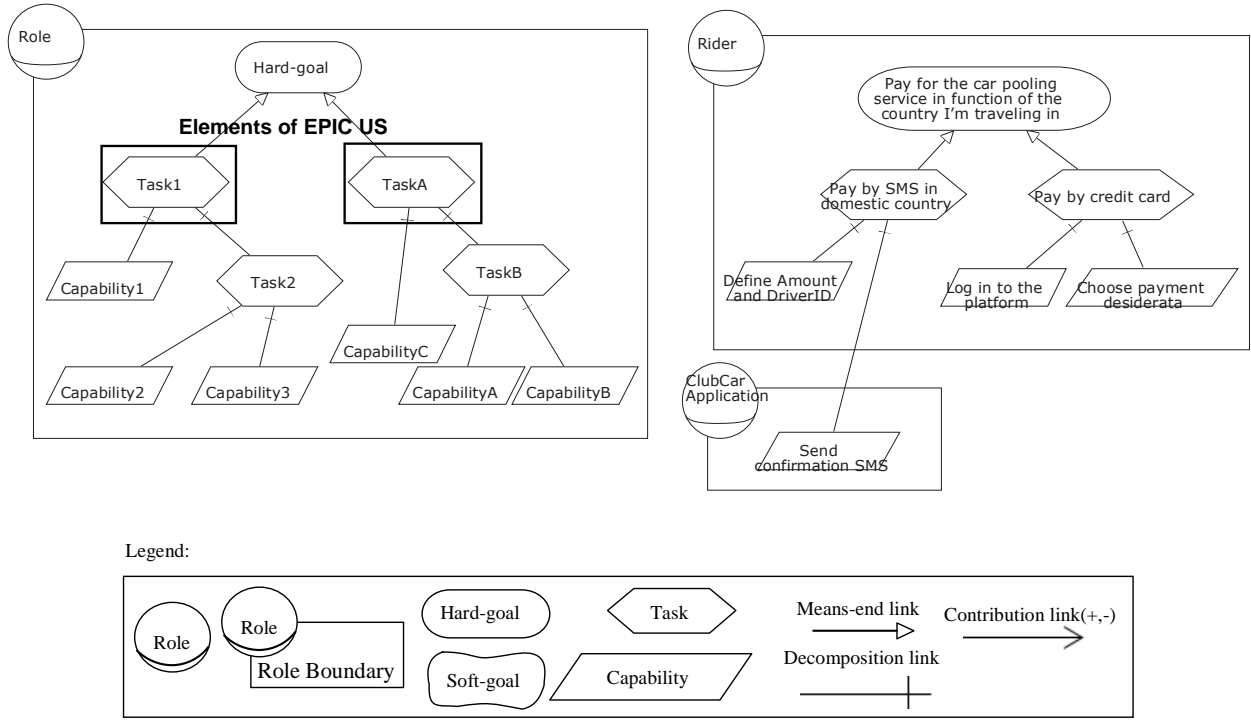 Role
Hard-goal
Elements of EPIC US
Task1
TaskA
Capability1
Task2
TaskB
CapabilityC
Capability2
Capability3
CapabilityA
CapabilityB
Rider
Pay for the car pooling
service in function of the
country I'm traveling in
Pay by SMS in
domestic country
Pay by credit card
Define Amount
and DriverID
Log in to the
platform
Choose payment
desiderata
ClubCar
Application
Send
confirmation SMS
Legend:
Role
Role
Role Boundary
Hard-goal
Soft-goal
Task
Capability
Means-end link
Decomposition link
Contribution link(+,-)